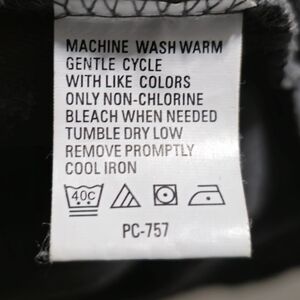 MACHINE WASH WARM
GENTLE CYCLE
WITH LIKE COLORS
ONLY NON-CHLORINE
BLEACH WHEN NEEDED
TUMBLE DRY LOW
REMOVE PROMPTLY
COOL IRON
40C
PC-757